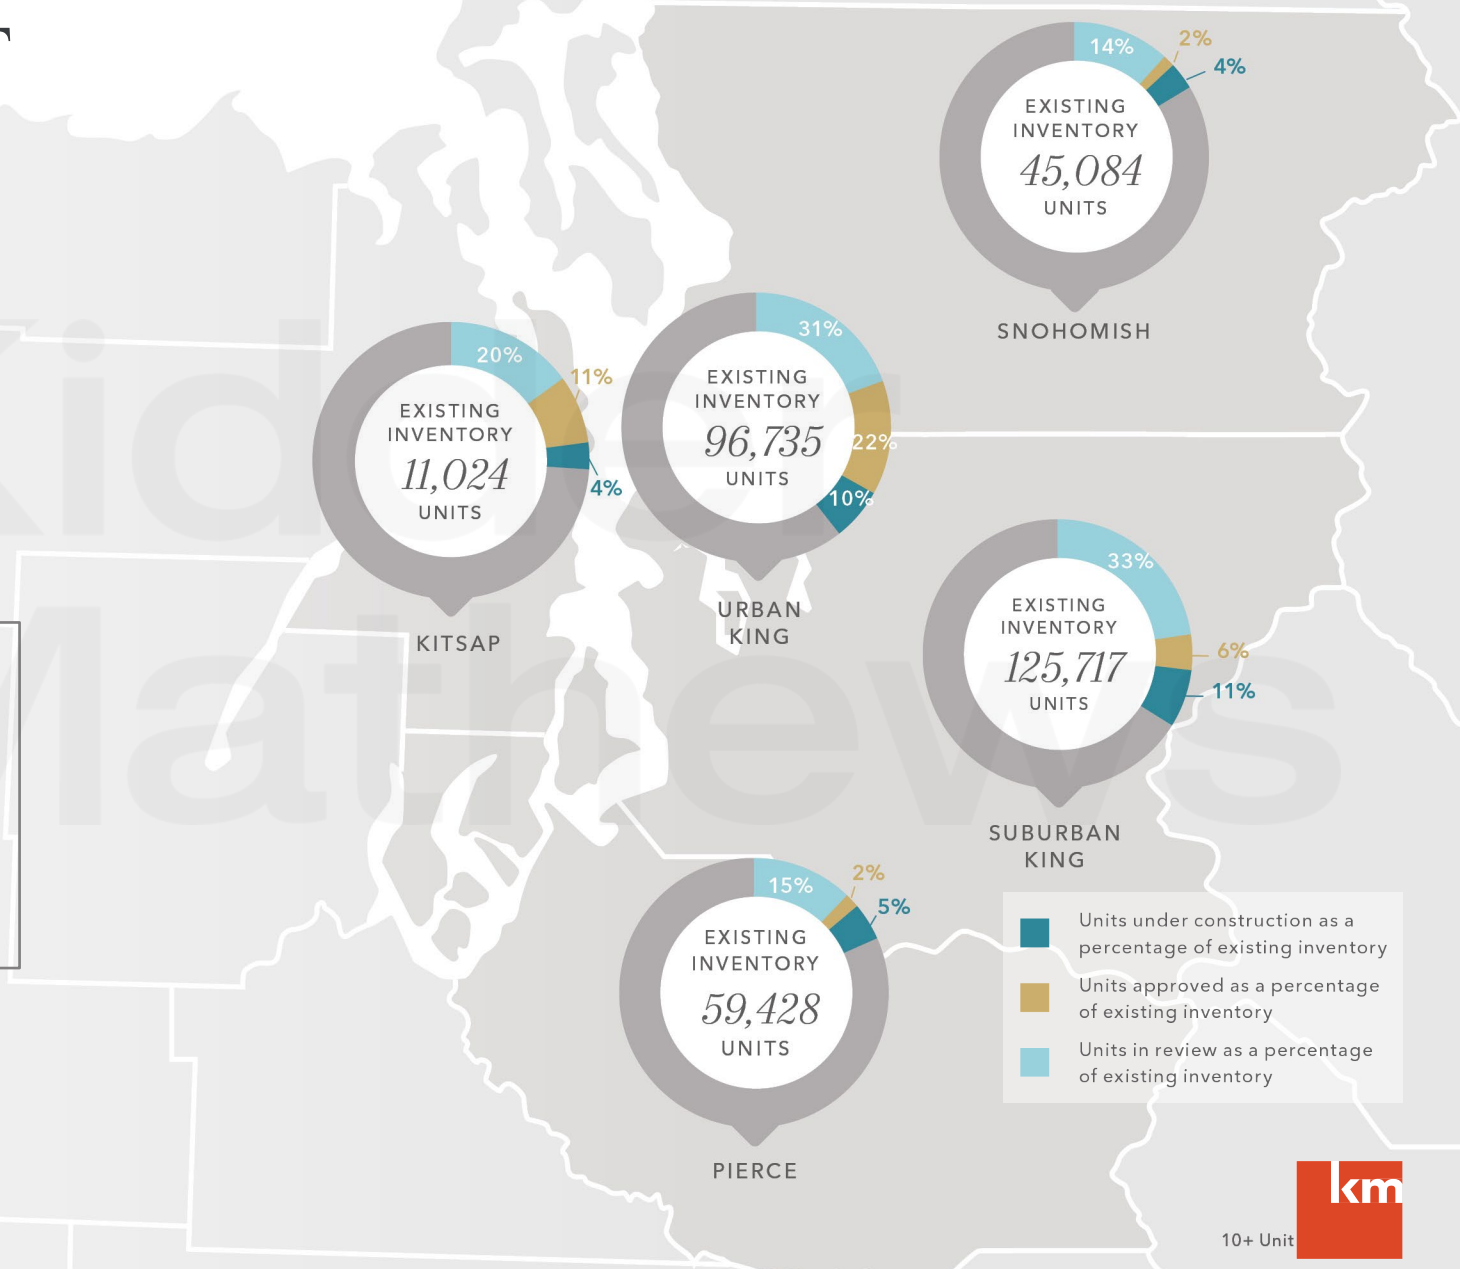 14%
2%
4%
EXISTING
INVENTORY
45,084
UNITS
SNOHOMISH
20%
11%
4%
EXISTING
INVENTORY
11,024
UNITS
KITSAP
31%
22%
10%
EXISTING
INVENTORY
96,735
UNITS
URBAN
KING
33%
6%
11%
EXISTING
INVENTORY
125,717
UNITS
SUBURBAN
KING
15%
2%
5%
EXISTING
INVENTORY
59,428
UNITS
PIERCE
Units under construction as a
percentage of existing inventory
Units approved as a percentage
of existing inventory
Units in review as a percentage
of existing inventory
Kidder
Mathews
km
10+ Unit